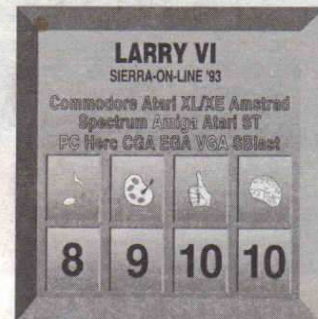 LARRY VI
SIERRA-ON-LINE '93
Commodore Atari XL/XE Amstrad
Spectrum Amiga Atari ST
PC Herc CGA EGA VGA SBlast
8 9 10 10